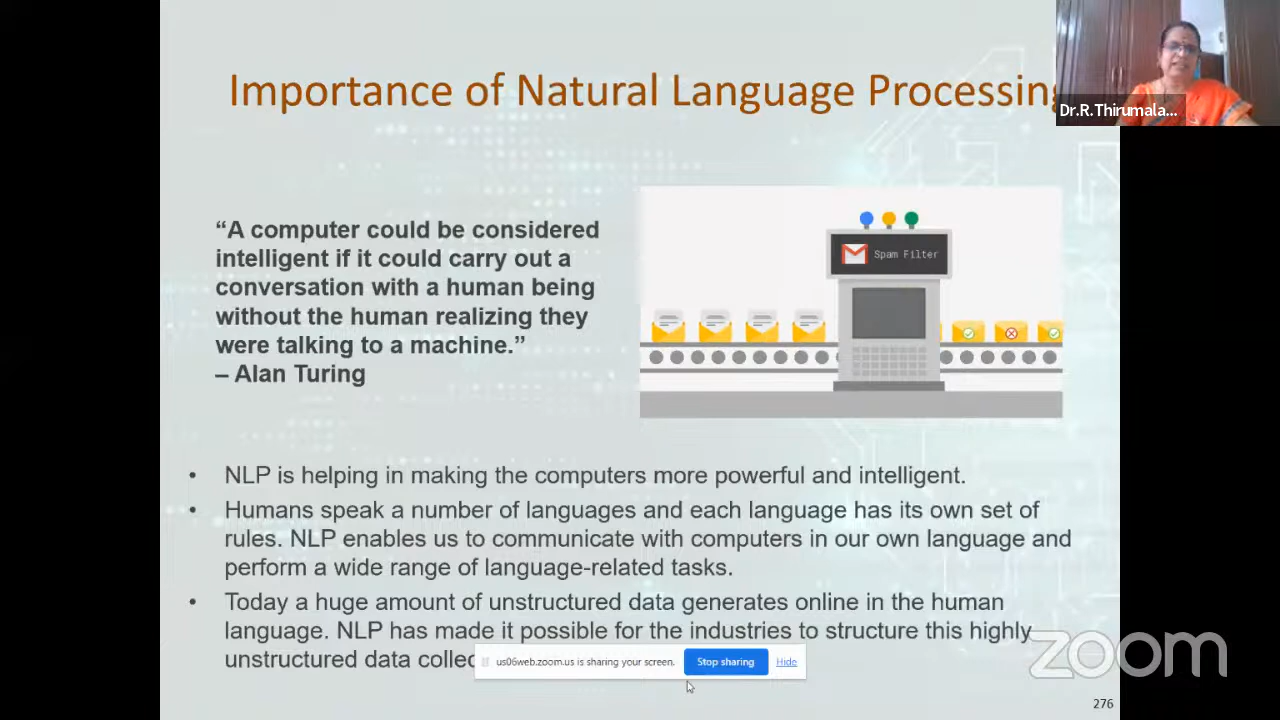 Importance of Natural Language Processing
Dr.R.Thirumala...
“A computer could be considered
intelligent if it could carry out a
conversation with a human being
without the human realizing they
were talking to a machine.”
– Alan Turing
Spam Filter
• NLP is helping in making the computers more powerful and intelligent.
• Humans speak a number of languages and each language has its own set of
rules. NLP enables us to communicate with computers in our own language and
perform a wide range of language-related tasks.
• Today a huge amount of unstructured data generates online in the human
language. NLP has made it possible for the industries to structure this highly
unstructured data
us06web.zoom.us is sharing your screen.
Stop sharing
Hide
zoom
276